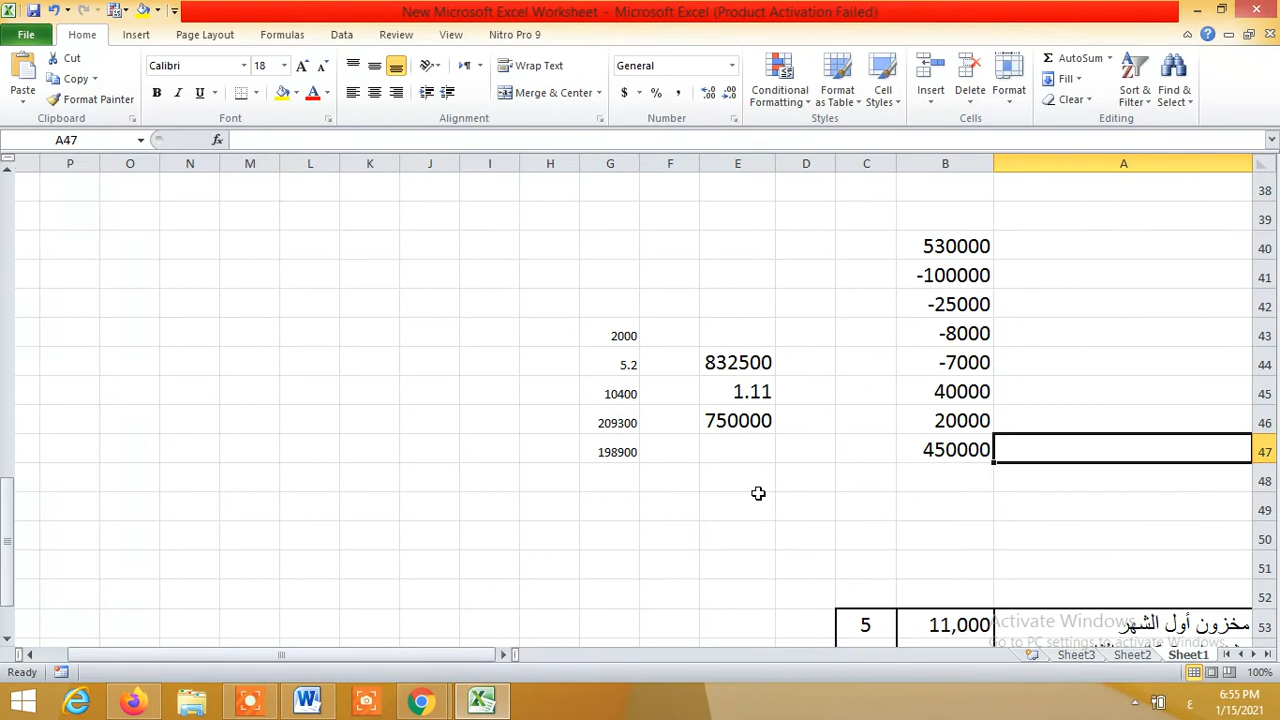 New Microsoft Excel Worksheet - Microsoft Excel (Product Activation Failed)
File Home Insert Page Layout Formulas Data Review View Nitro Pro 9
Paste Cut Copy Format Painter Clipboard
Calibri 18 B I U A Font
Wrap Text Merge & Center Alignment
General $ % , Number
Conditional Formatting Format as Table Cell Styles Styles
Insert Delete Format Cells
Σ AutoSum Fill Clear Sort & Filter Find & Select Editing
A47 fx
P O N M L K J I H G F E D C B A
38
39
530000 40
-100000 41
-25000 42
2000 -8000 43
5.2 832500 -7000 44
10400 1.11 40000 45
209300 750000 20000 46
198900 450000 47
48
49
50
51
52
5 11,000 مخزون أول الشهر 53
Activate Windows
Go to PC settings to activate Windows.
Sheet3 Sheet2 Sheet1
Ready 100%
ع 6:55 PM
1/15/2021